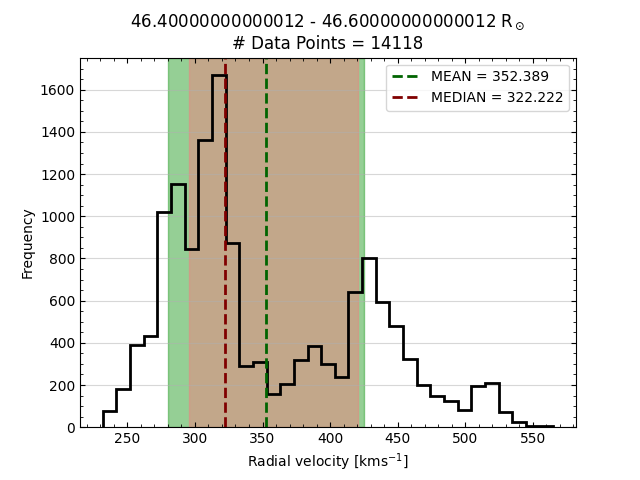 46.40000000000012 - 46.60000000000012 R⊙
# Data Points = 14118
MEAN = 352.389
MEDIAN = 322.222
Frequency
1600
1400
1200
1000
800
600
400
200
0
250 300 350 400 450 500 550
Radial velocity [kms⁻¹]